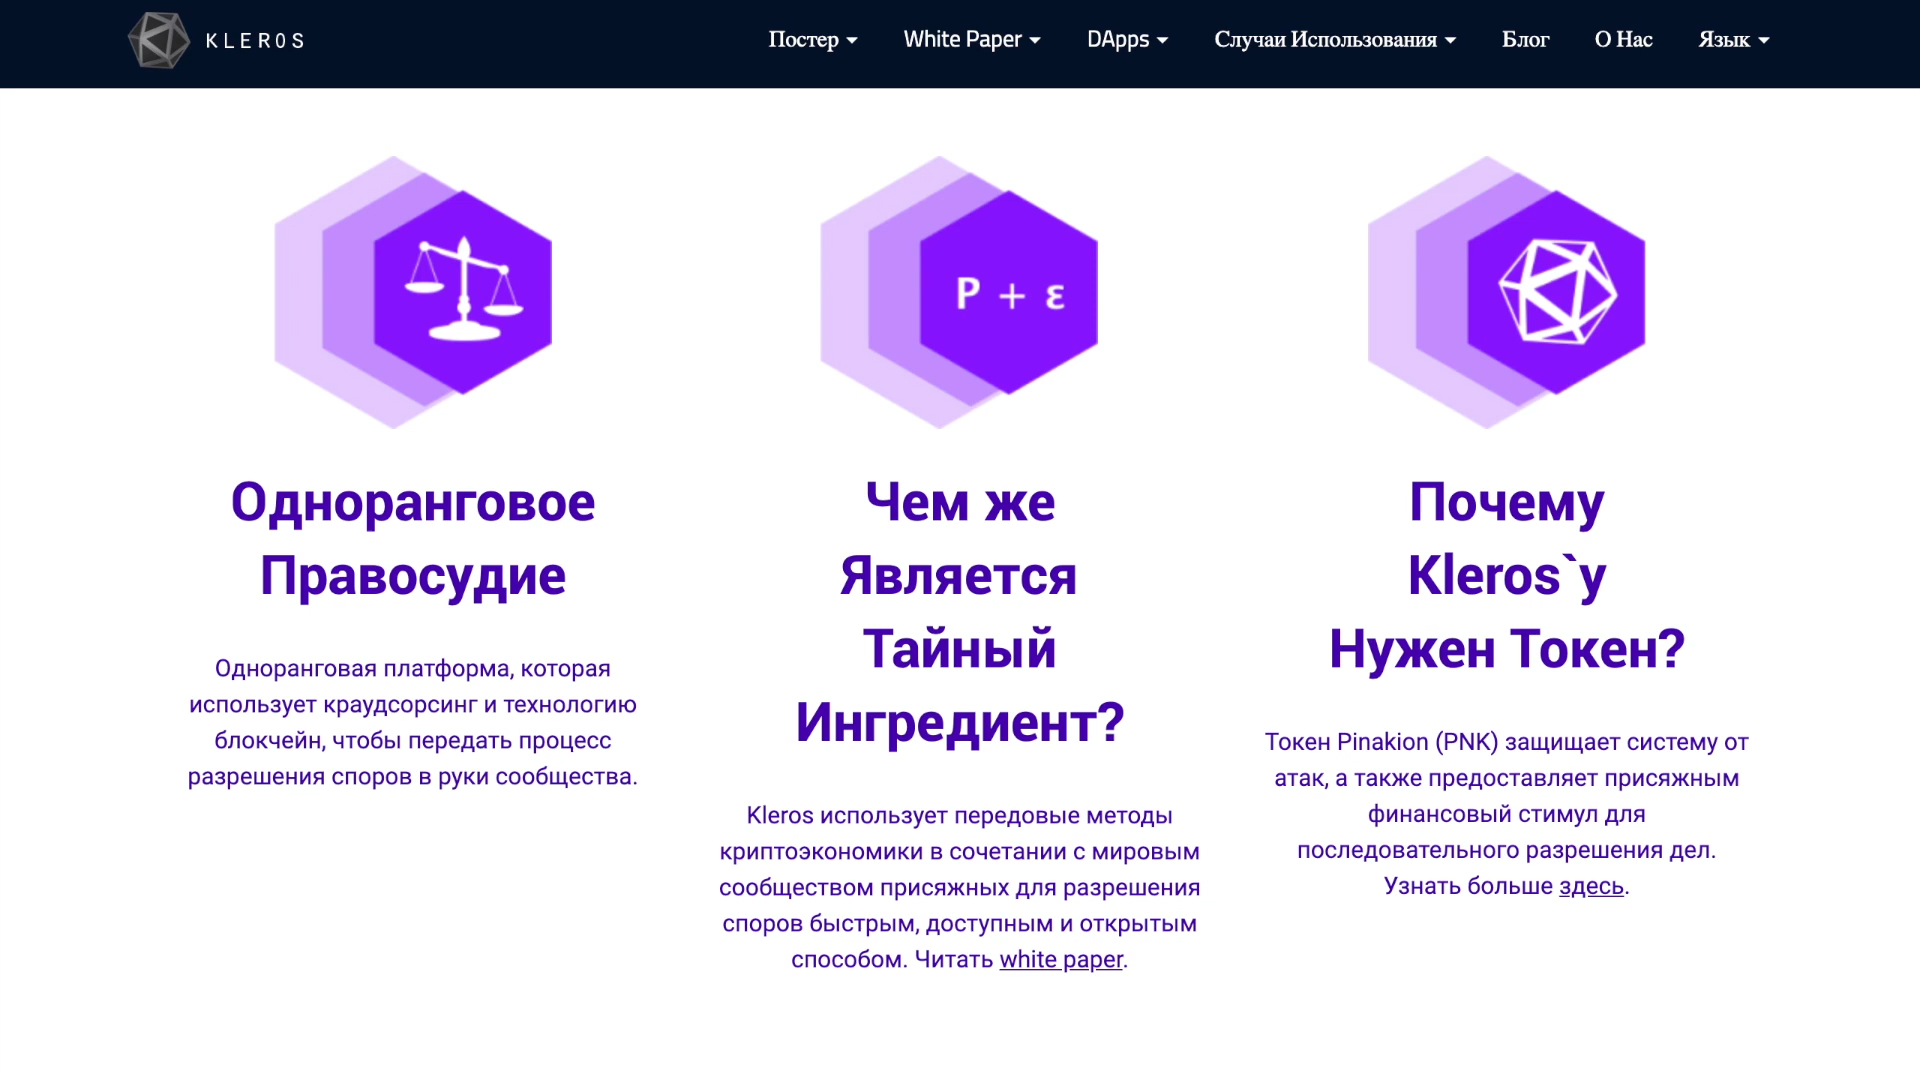 KLEROS
Постер
White Paper
DApps
Случаи Использования
Блог
О Нас
Язык
Одноранговое
Правосудие
Одноранговая платформа, которая
использует краудсорсинг и технологию
блокчейн, чтобы передать процесс
разрешения споров в руки сообщества.
P + ε
Чем же
Является
Тайный
Ингредиент?
Kleros использует передовые методы
криптоэкономики в сочетании с мировым
сообществом присяжных для разрешения
споров быстрым, доступным и открытым
способом. Читать white paper.
Почему
Kleros`у
Нужен Токен?
Токен Pinakion (PNK) защищает систему от
атак, а также предоставляет присяжным
финансовый стимул для
последовательного разрешения дел.
Узнать больше здесь.